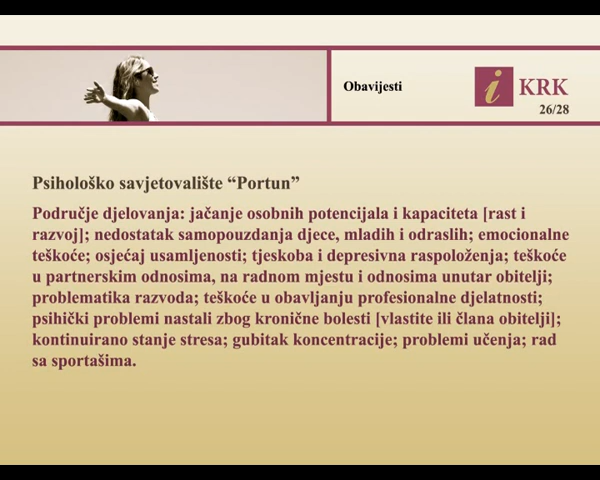 Obavijesti
i KRK
26/28
Psihološko savjetovalište “Portun”
Područje djelovanja: jačanje osobnih potencijala i kapaciteta [rast i
razvoj]; nedostatak samopouzdanja djece, mladih i odraslih; emocionalne
teškoće; osjećaj usamljenosti; tjeskoba i depresivna raspoloženja; teškoće
u partnerskim odnosima, na radnom mjestu i odnosima unutar obitelji;
problematika razvoda; teškoće u obavljanju profesionalne djelatnosti;
psihički problemi nastali zbog kronične bolesti [vlastite ili člana obitelji];
kontinuirano stanje stresa; gubitak koncentracije; problemi učenja; rad
sa sportašima.